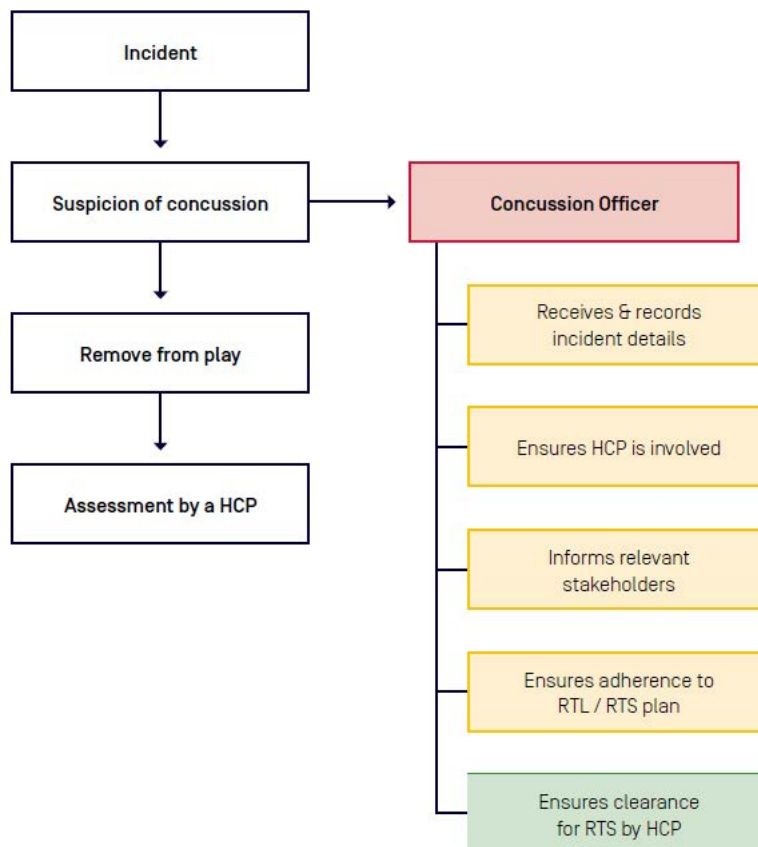 Incident
Suspicion of concussion
Concussion Officer
Remove from play
Assessment by a HCP
Receives & records
incident details
Ensures HCP is involved
Informs relevant
stakeholders
Ensures adherence to
RTL / RTS plan
Ensures clearance
for RTS by HCP